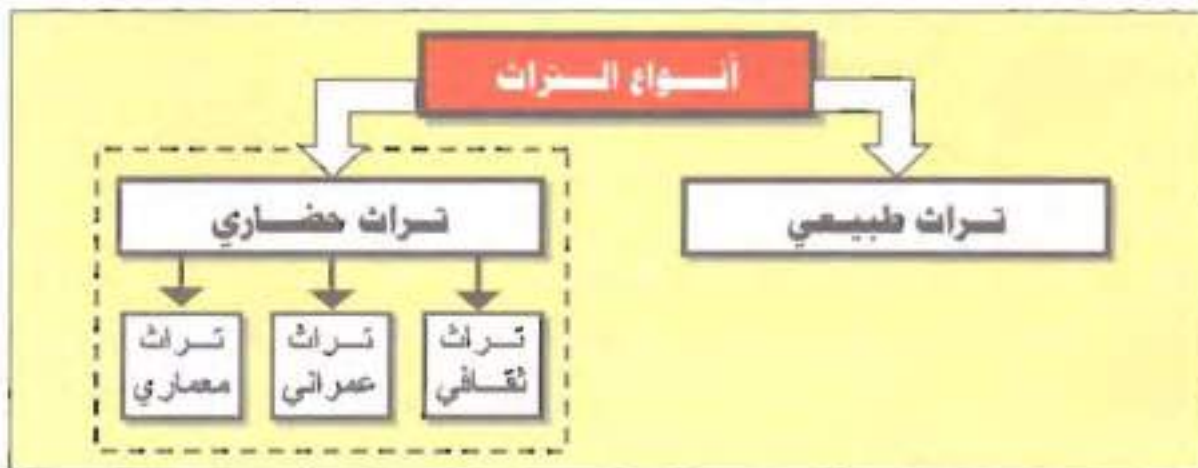 أنواع التراث
تراث طبيعي
تراث حضاري
تراث
ثقافي
تراث
عمراني
تراث
معماري